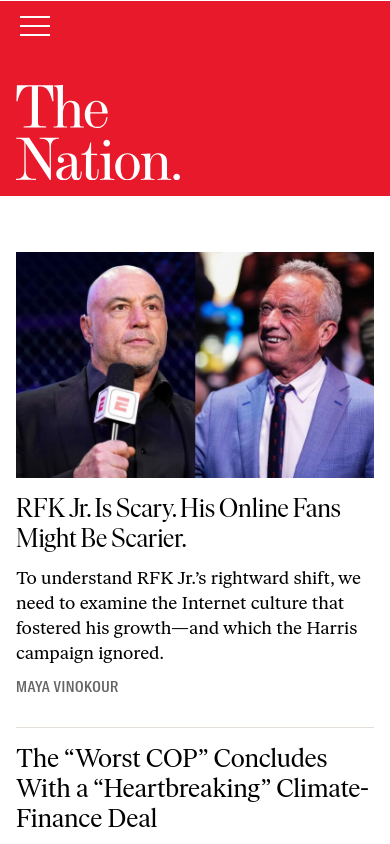 The
Nation.
RFK Jr. Is Scary. His Online Fans
Might Be Scarier.
To understand RFK Jr.’s rightward shift, we
need to examine the Internet culture that
fostered his growth—and which the Harris
campaign ignored.
MAYA VINOKOUR
The “Worst COP” Concludes
With a “Heartbreaking” Climate-
Finance Deal